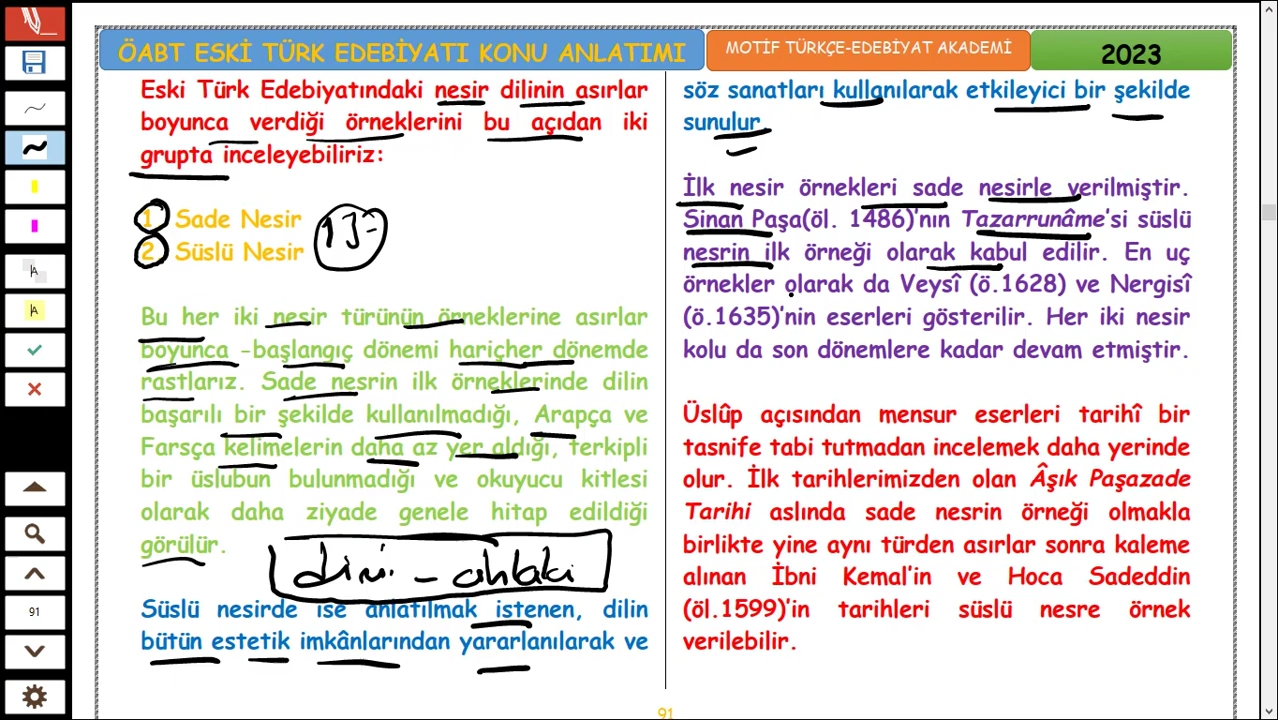 ÖABT ESKİ TÜRK EDEBİYATI KONU ANLATIMI
MOTİF TÜRKÇE-EDEBİYAT AKADEMİ
2023
Eski Türk Edebiyatındaki nesir dilinin asırlar
boyunca verdiği örneklerini bu açıdan iki
grupta inceleyebiliriz:
1 Sade Nesir
2 Süslü Nesir
Bu her iki nesir türünün örneklerine asırlar
boyunca -başlangıç dönemi hariçher dönemde
rastlarız. Sade nesrin ilk örneklerinde dilin
başarılı bir şekilde kullanılmadığı, Arapça ve
Farsça kelimelerin daha az yer aldığı, terkipli
bir üslubun bulunmadığı ve okuyucu kitlesi
olarak daha ziyade genele hitap edildiği
görülür.
dini - ahlaki
Süslü nesirde ise anlatılmak istenen, dilin
bütün estetik imkânlarından yararlanılarak ve
söz sanatları kullanılarak etkileyici bir şekilde
sunulur
İlk nesir örnekleri sade nesirle verilmiştir.
Sinan Paşa(öl. 1486)'nın Tazarrunâme'si süslü
nesrin ilk örneği olarak kabul edilir. En uç
örnekler olarak da Veysî (ö.1628) ve Nergisî
(ö.1635)'nin eserleri gösterilir. Her iki nesir
kolu da son dönemlere kadar devam etmiştir.
Üslûp açısından mensur eserleri tarihî bir
tasnife tabi tutmadan incelemek daha yerinde
olur. İlk tarihlerimizden olan Âşık Paşazade
Tarihi aslında sade nesrin örneği olmakla
birlikte yine aynı türden asırlar sonra kaleme
alınan İbni Kemal'in ve Hoca Sadeddin
(öl.1599)'in tarihleri süslü nesre örnek
verilebilir.
91
91